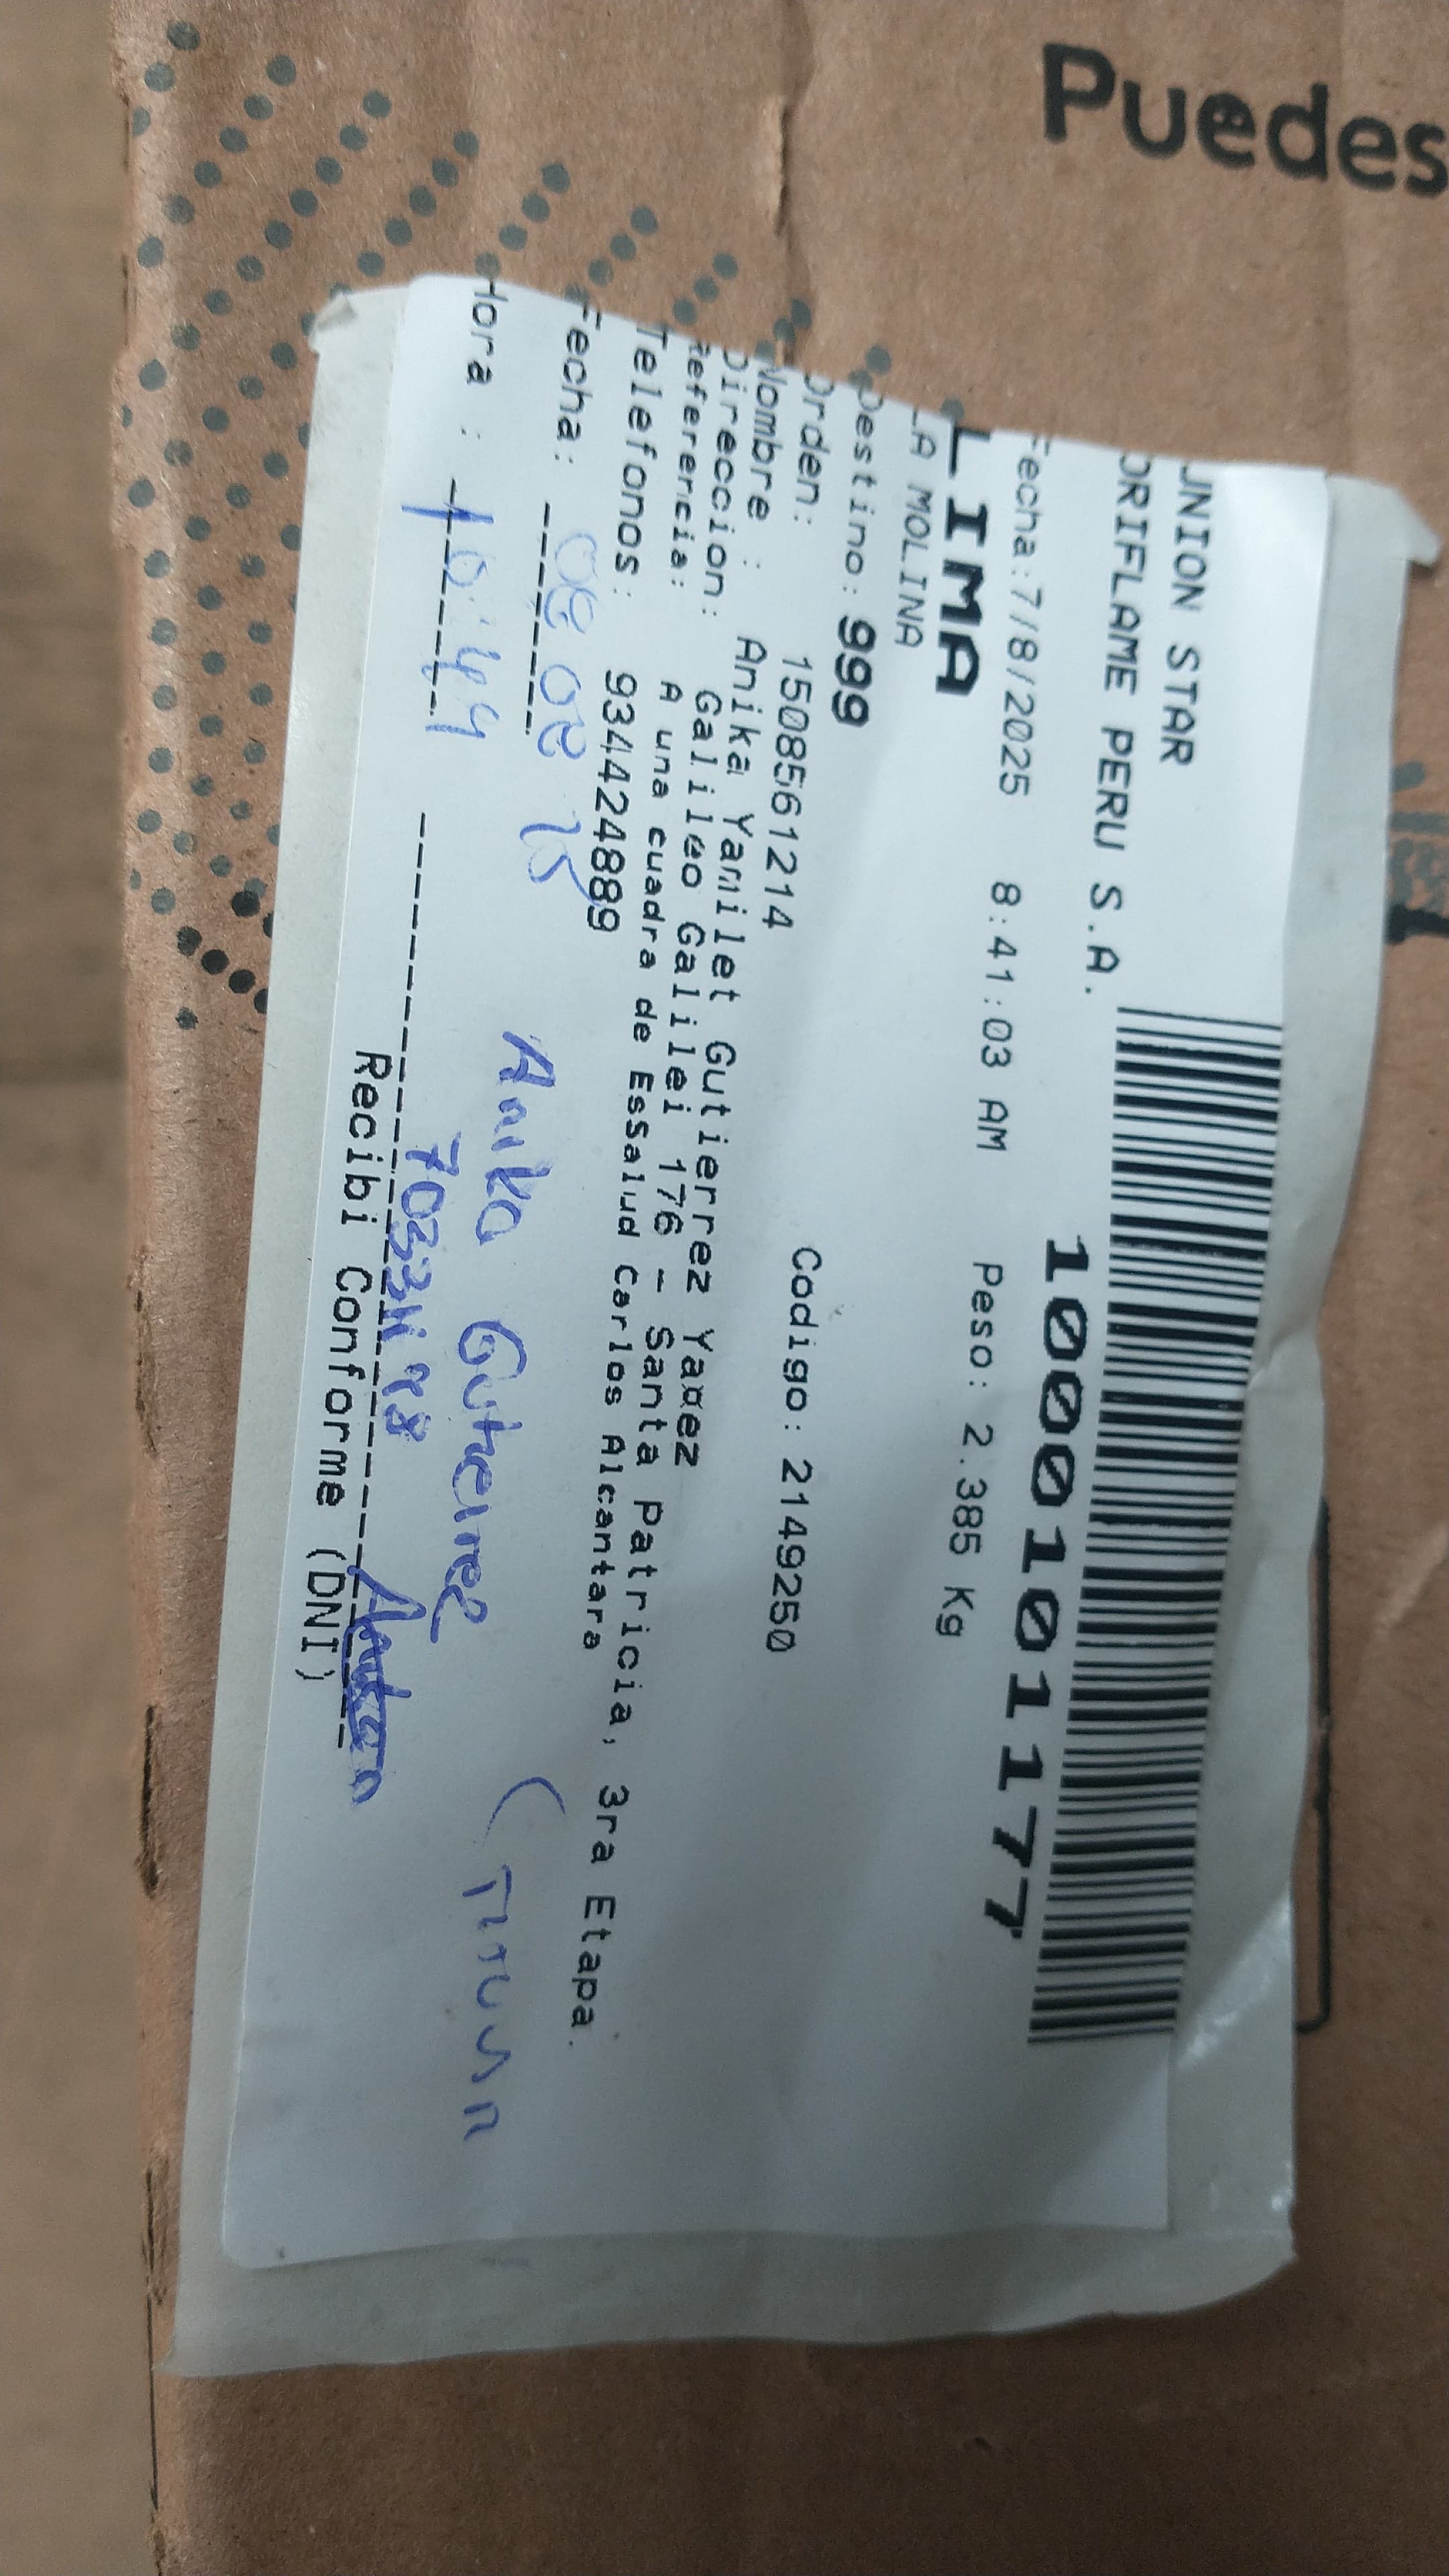 Puedes
UNION STAR
ORIFLAME PERU S.A.
10001011177
Fecha:7/8/2025 8:41:03 AM Peso: 2.385 Kg
LIMA
LA MOLINA
Destino: 999
Orden: 1508561214 Codigo: 2149250
Nombre : Anika Yamilet Gutierrez Ya¤ez
Direccion: Galileo Galilei 176 - Santa Patricia, 3ra Etapa.
Referencia: A una cuadra de Essalud Carlos Alcantara
Telefonos: 934424889
Fecha: 08 08 25
Anika Gutierrez (Titular
Hora : 10:49
Recibi Conforme (DNI)